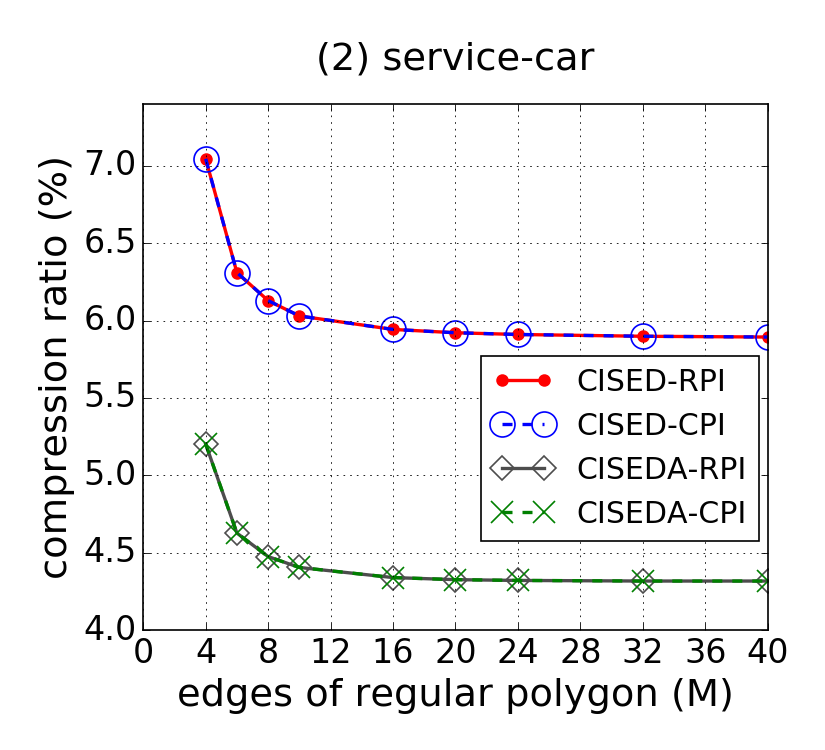 (2) service-car
compression ratio (%)
7.0
6.5
6.0
5.5
5.0
4.5
4.0
CISED-RPI
CISED-CPI
CISEDA-RPI
CISEDA-CPI
0 4 8 12 16 20 24 28 32 36 40
edges of regular polygon (M)